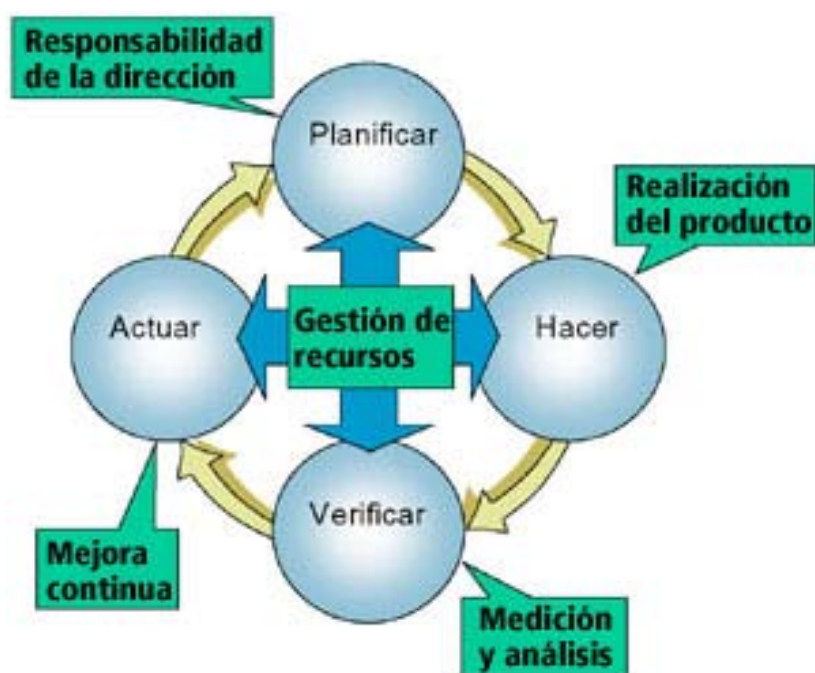 Responsabilidad
de la dirección
Planificar
Realización
del producto
Actuar
Gestión de
recursos
Hacer
Verificar
Mejora
continua
Medición
y análisis